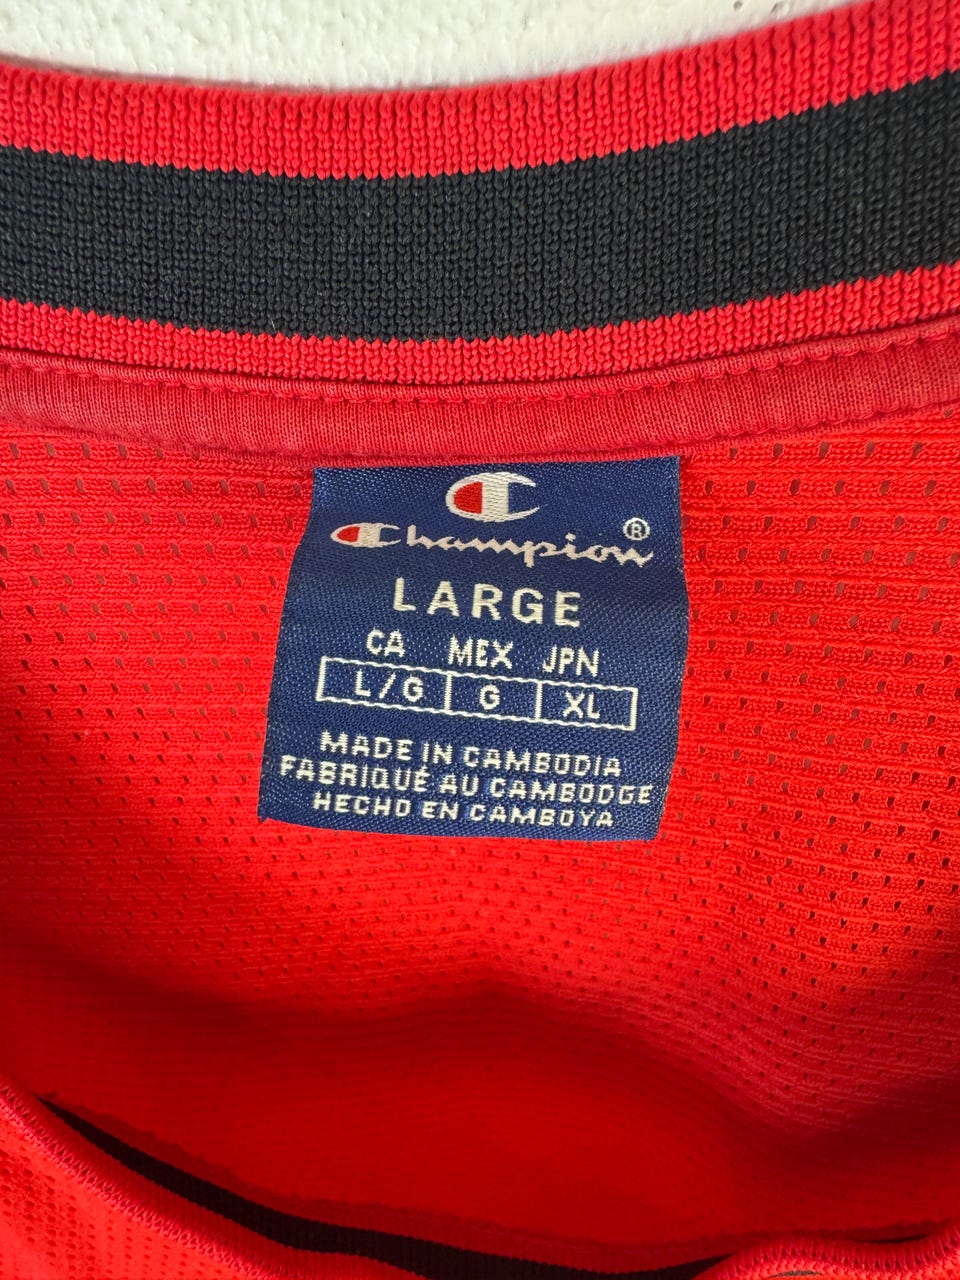 Champion®
LARGE
CA MEX JPN
L/G G XL
MADE IN CAMBODIA
FABRIQUÉ AU CAMBODGE
HECHO EN CAMBOYA